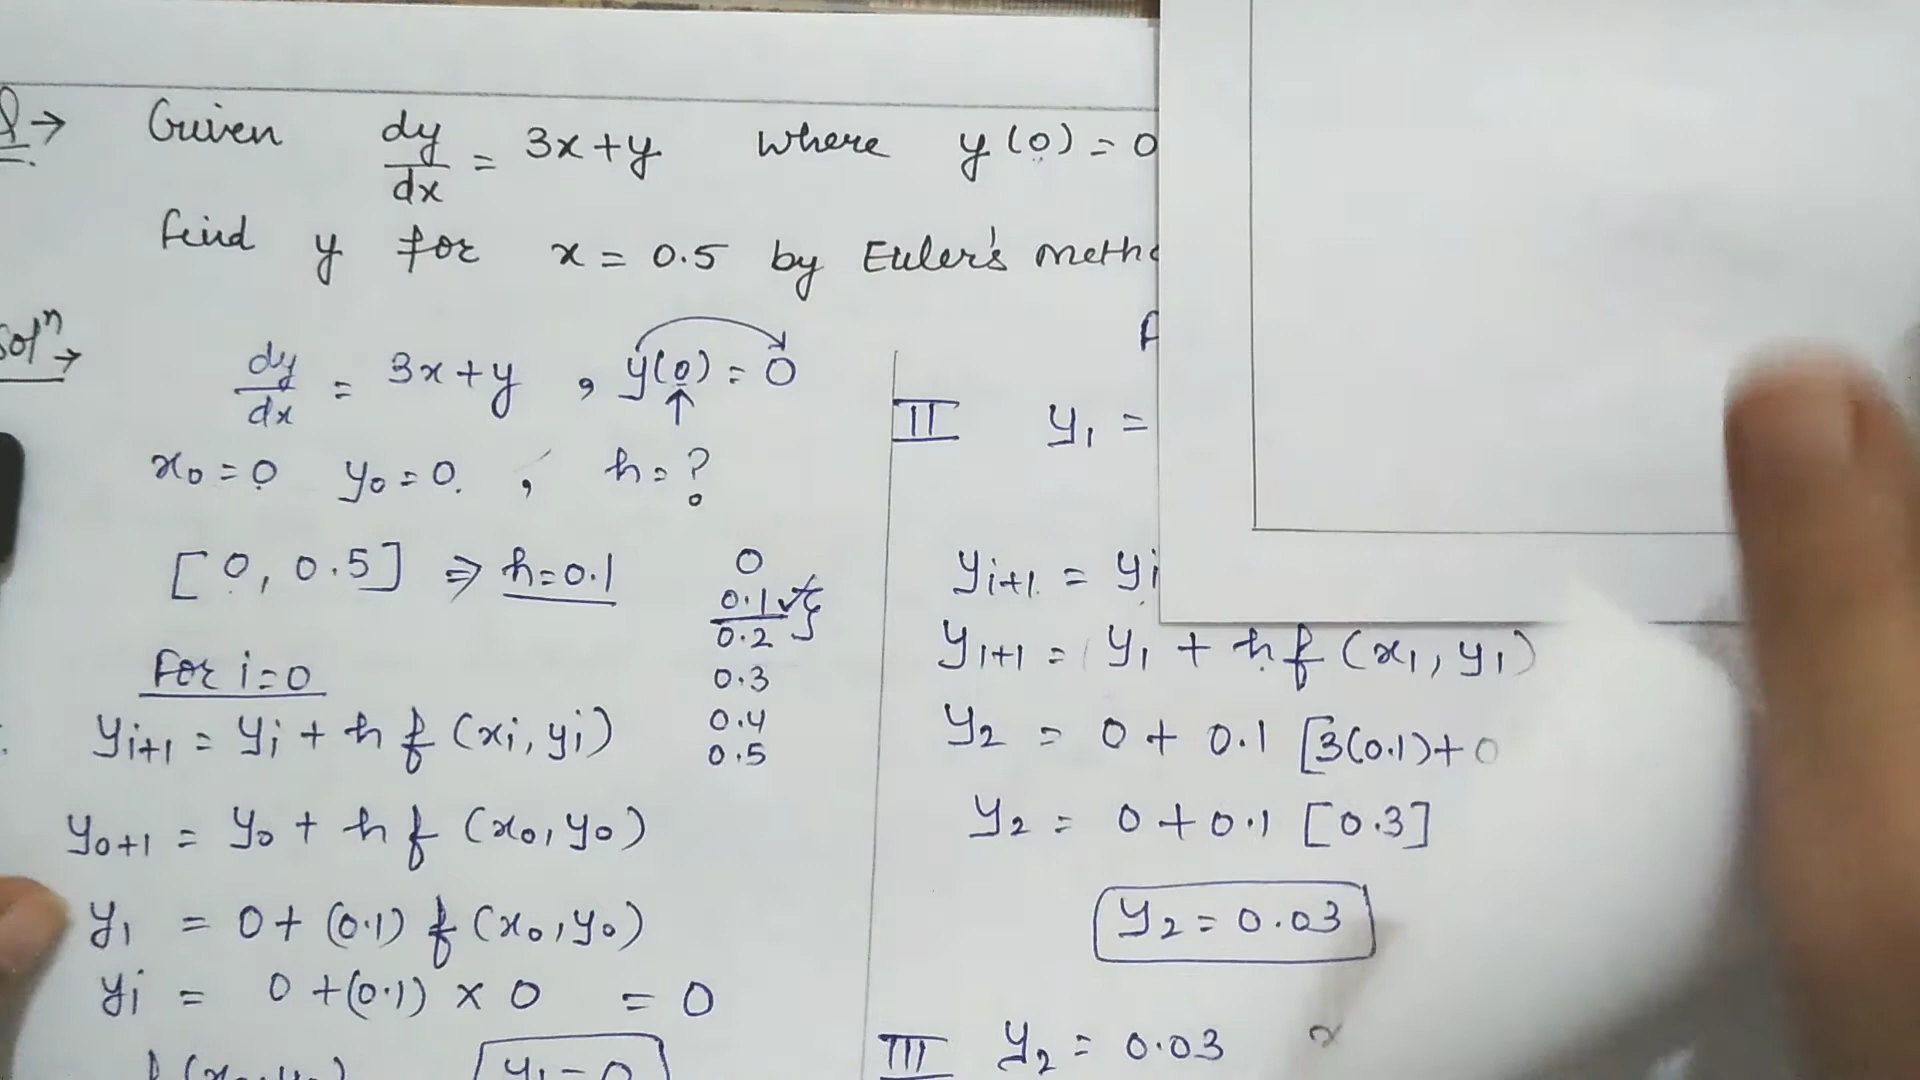 Q→ Given dy/dx = 3x+y where y(0)=0
find y for x=0.5 by Euler's
Solⁿ→ dy/dx = 3x+y , y(0)=0
x₀=0 y₀=0. , h=?
[0, 0.5] ⇒ h=0.1
0
0.1
0.2
0.3
0.4
0.5
For i=0
yi+1 = yi + h f(xi, yi)
y0+1 = y₀ + h f(x₀, y₀)
y₁ = 0+(0.1) f(x₀, y₀)
yi = 0+(0.1) x 0 = 0
y₁=0
II y₁ =
yi+1 = yi
y1+1 = y₁ + h f(x₁, y₁)
y₂ = 0+ 0.1 [3(0.1)+0
y₂ = 0+0.1 [0.3]
y₂=0.03
III y₂ = 0.03